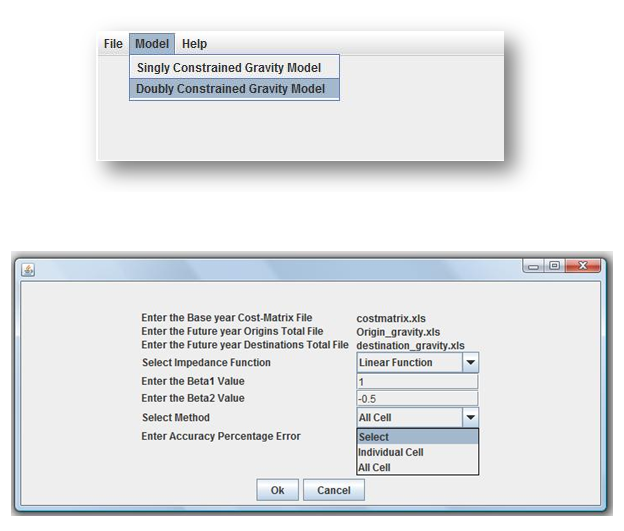 File Model Help
Singly Constrained Gravity Model
Doubly Constrained Gravity Model
Enter the Base year Cost-Matrix File costmatrix.xls
Enter the Future year Origins Total File Origin_gravity.xls
Enter the Future year Destinations Total File destination_gravity.xls
Select Impedance Function Linear Function
Enter the Beta1 Value 1
Enter the Beta2 Value -0.5
Select Method All Cell
Enter Accuracy Percentage Error Select
Individual Cell
All Cell
Ok Cancel